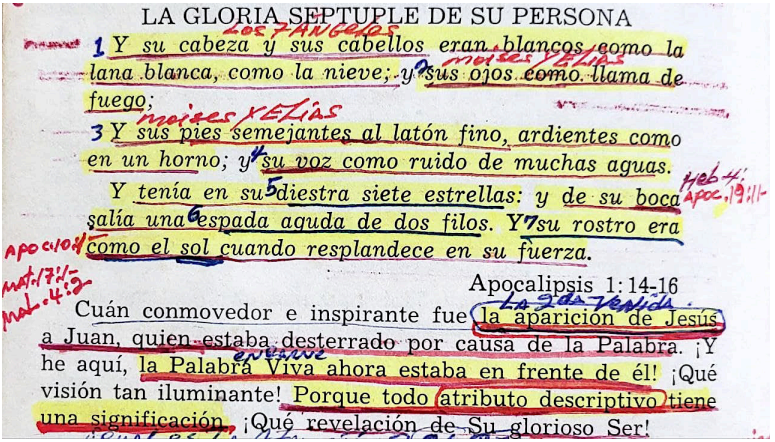 LA GLORIA SEPTUPLE DE SU PERSONA
LOS 7 ÁNGELES
1 Y su cabeza y sus cabellos eran blancos como la
MOISES Y ELÍAS
lana blanca, como la nieve; y 2 sus ojos como llama de
fuego;
MOISES Y ELÍAS
3 Y sus pies semejantes al latón fino, ardientes como
en un horno; y 4 su voz como ruido de muchas aguas.
Heb 4:
Y tenía en su 5 diestra siete estrellas: y de su boca
APOC. 19:11-
salía una 6 espada aguda de dos filos. Y 7 su rostro era
APOC. 10:1-
como el sol cuando resplandece en su fuerza.
MAT. 17:1-
MAL. 4:2
Apocalipsis 1:14-16
LA 2da Venida.
Cuán conmovedor e inspirante fue la aparición de Jesús
a Juan, quien estaba desterrado por causa de la Palabra. ¡Y
he aquí, la Palabra Viva ahora estaba en frente de él! ¡Qué
visión tan iluminante! Porque todo atributo descriptivo tiene
una significación. ¡Qué revelación de Su glorioso Ser!